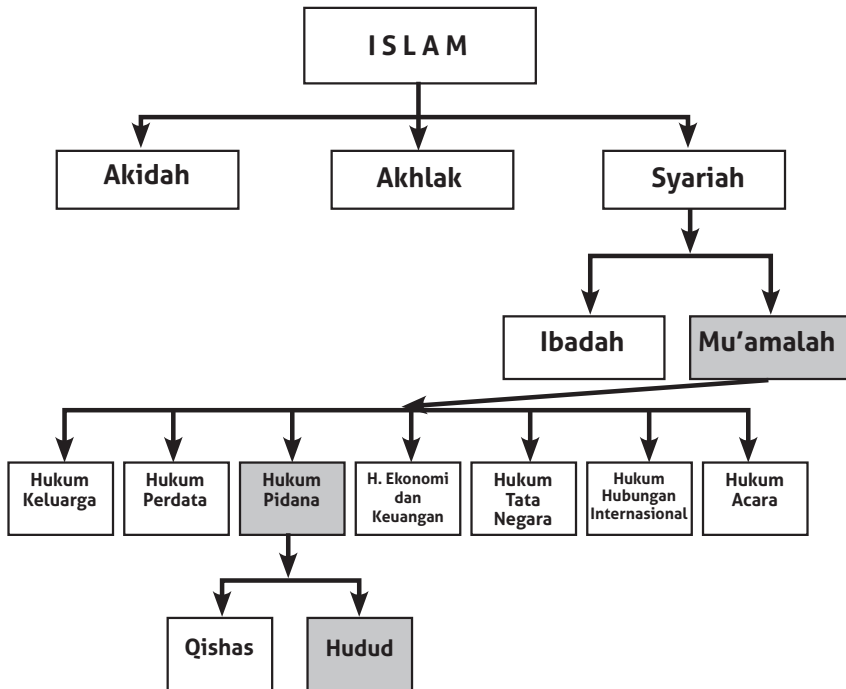 I S L A M
Akidah
Akhlak
Syariah
Ibadah
Mu’amalah
Hukum
Keluarga
Hukum
Perdata
Hukum
Pidana
H. Ekonomi
dan
Keuangan
Hukum
Tata
Negara
Hukum
Hubungan
Internasional
Hukum
Acara
Qishas
Hudud